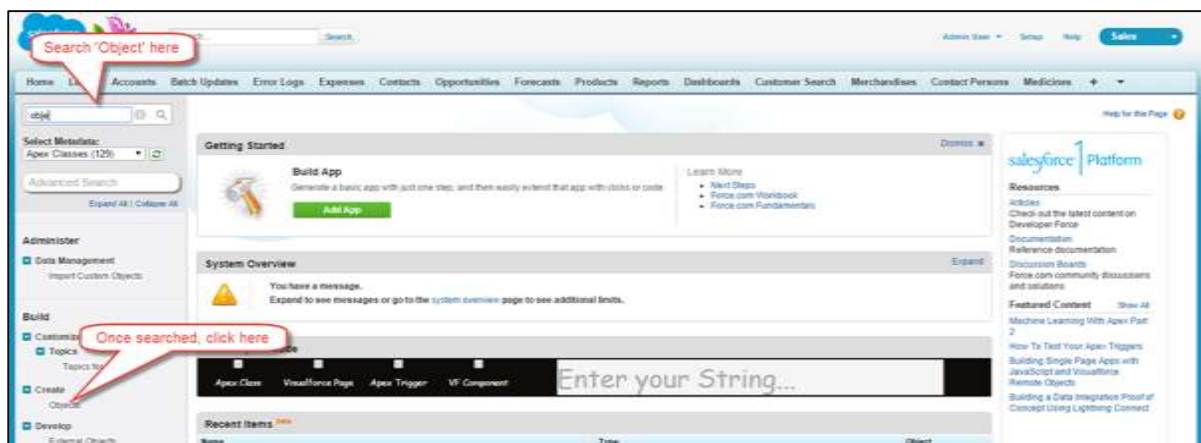 Search 'Object' here
Search
Admin User
Setup
Help
Sales
Home
Accounts
Batch Updates
Error Logs
Expenses
Contacts
Opportunities
Forecasts
Products
Reports
Dashboards
Customer Search
Merchandises
Contact Persons
Medicines
+
obje
Help for this Page
Select Metadata:
Apex Classes (129)
Advanced Search
Expand All | Collapse All
Getting Started
Dismiss
Build App
Generate a basic app with just one step, and then easily extend that app with clicks or code
Add App
Learn More
Next Steps
Force.com Workbook
Force.com Fundamentals
salesforce1 Platform
Resources
Articles
Check out the latest content on
Developer Force
Documentation
Reference documentation
Discussion Boards
Force.com community discussions
and solutions
Featured Content
Show All
Machine Learning With Apex Part
2
How To Test Your Apex Triggers
Building Single Page Apps with
JavaScript and Visualforce
Remote Objects
Building a Data Integration Proof of
Concept Using Lightning Connect
Administer
Data Management
Import Custom Objects
System Overview
Expand
You have a message.
Expand to see messages or go to the system overview page to see additional limits.
Build
Once searched, click here
Topics
Create
Objects
Develop
External Objects
Apex Class
Visualforce Page
Apex Trigger
VF Component
Enter your String...
Recent Items Beta
Name
Type
Object